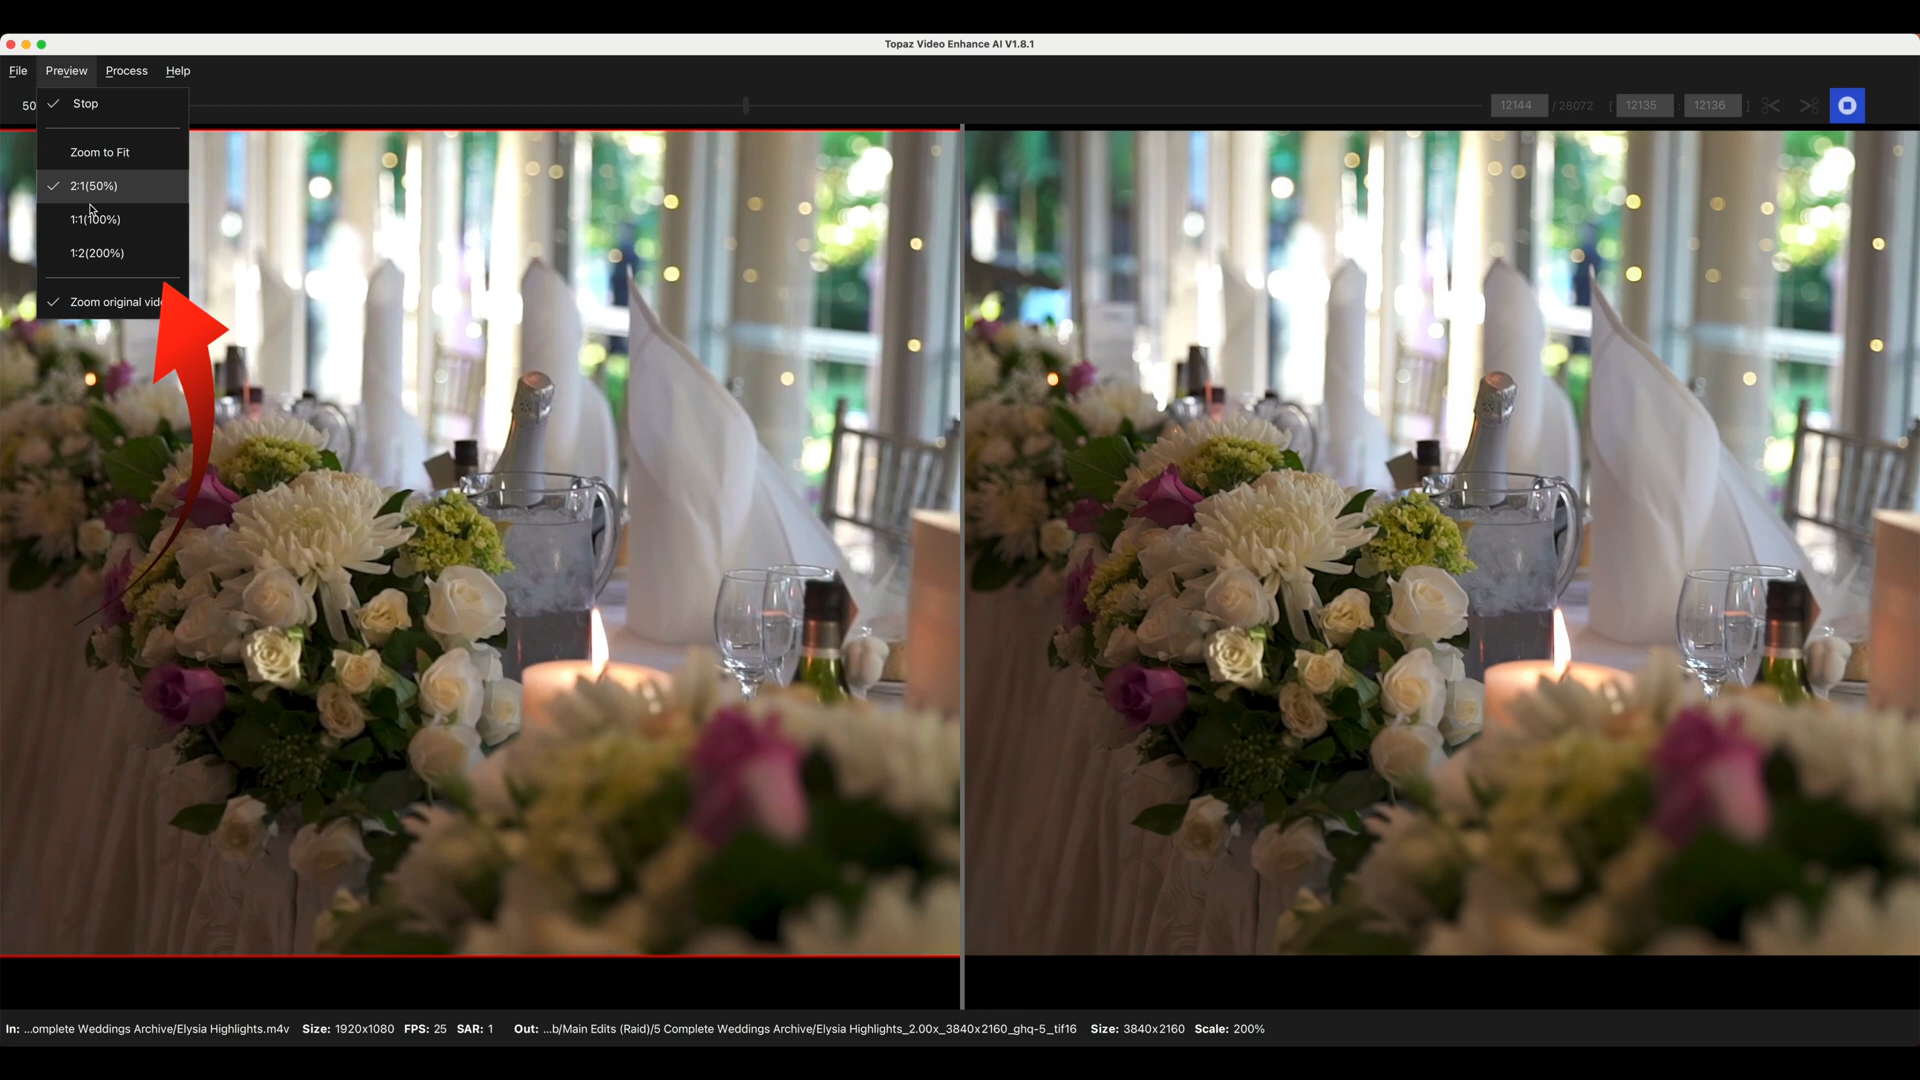 Topaz Video Enhance AI V1.8.1
File Preview Process Help
50
12144 / 28072 [ 12135 : 12136 ]
Stop
Zoom to Fit
2:1(50%)
1:1(100%)
1:2(200%)
Zoom original
In: ...omplete Weddings Archive/Elysia Highlights.m4v Size: 1920x1080 FPS: 25 SAR: 1 Out: ...b/Main Edits (Raid)/5 Complete Weddings Archive/Elysia Highlights_2.00x_3840x2160_ghq-5_tif16 Size: 3840x2160 Scale: 200%